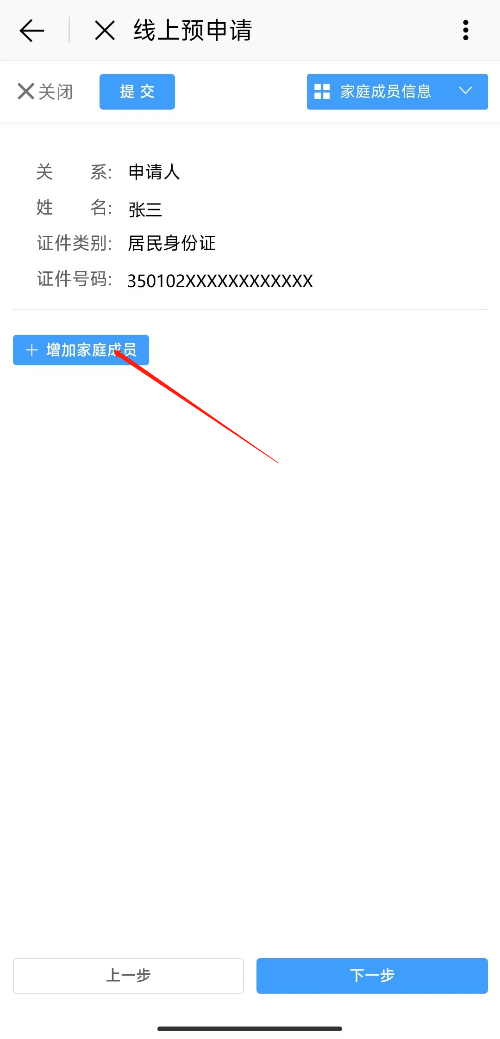 线上预申请
关闭 提交 家庭成员信息
关 系: 申请人
姓 名: 张三
证件类别: 居民身份证
证件号码: 350102XXXXXXXXXXXX
增加家庭成员
上一步 下一步